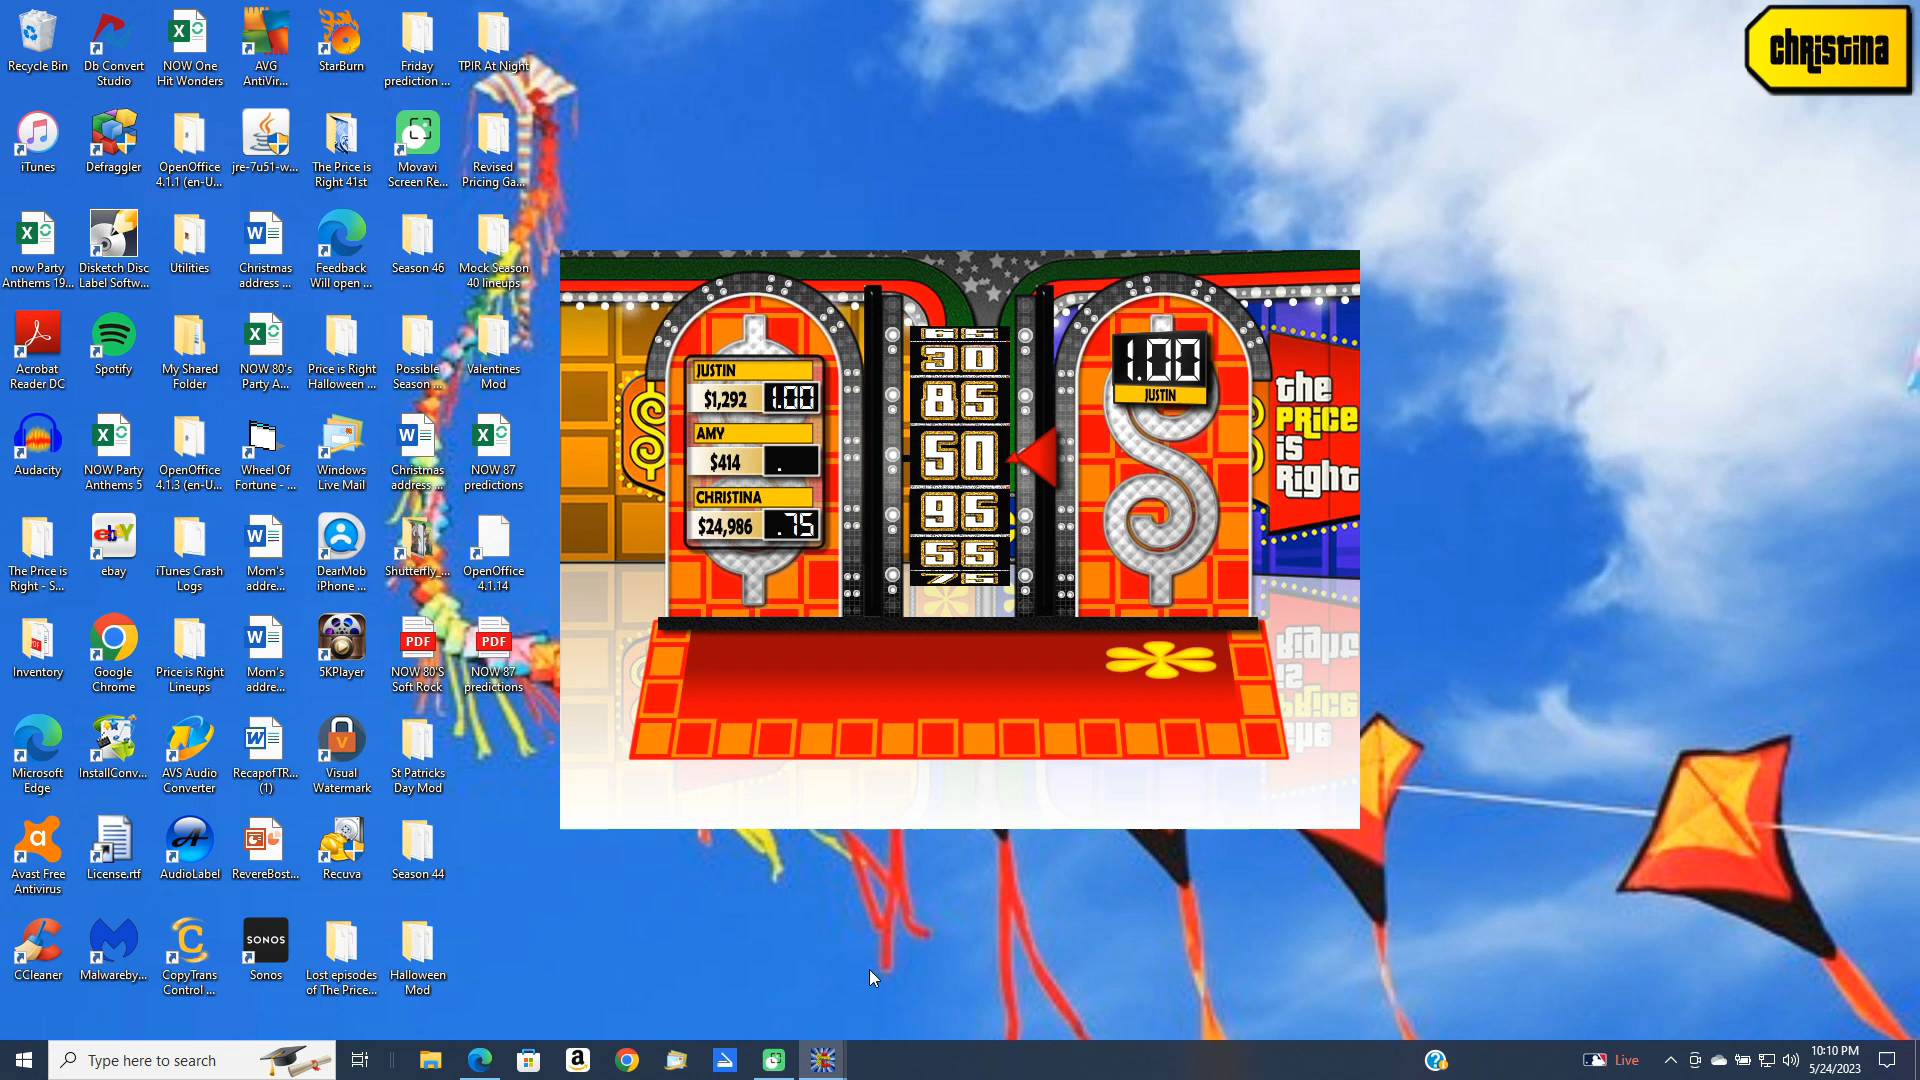 Recycle Bin
Db Convert
Studio
NOW One
Hit Wonders
AVG
AntiVir...
StarBurn
Friday
prediction ...
TPIR At Night
christina
iTunes
Defraggler
OpenOffice
4.1.1 (en-U...
jre-7u51-w...
The Price is
Right 41st
Movavi
Screen Re...
Revised
Pricing Ga...
now Party
Anthems 19...
Disketch Disc
Label Softw...
Utilities
Christmas
address ...
Feedback
Will open ...
Season 46
Mock Season
40 lineups
Acrobat
Reader DC
Spotify
My Shared
Folder
NOW 80's
Party A...
Price is Right
Halloween ...
Possible
Season ...
Valentines
Mod
Audacity
NOW Party
Anthems 5
OpenOffice
4.1.3 (en-U...
Wheel Of
Fortune - ...
Windows
Live Mail
Christmas
address ...
NOW 87
predictions
The Price is
Right - S...
ebay
ebay
iTunes Crash
Logs
Mom's
addre...
DearMob
iPhone ...
Shutterfly_...
OpenOffice
4.1.14
Inventory
Google
Chrome
Price is Right
Lineups
Mom's
addre...
5KPlayer
PDF
NOW 80'S
Soft Rock
PDF
NOW 87
predictions
Microsoft
Edge
InstallConv...
AVS Audio
Converter
RecapofTR...
(1)
Visual
Watermark
St Patricks
Day Mod
Avast Free
Antivirus
License.rtf
AudioLabel
RevereBost...
Recuva
Season 44
CCleaner
Malwareby...
CopyTrans
Control ...
SONOS
Sonos
Lost episodes
of The Price...
Halloween
Mod
JUSTIN
$1,292 1.00
AMY
$414 .
CHRISTINA
$24,986 .75
65
30
85
50
95
55
75
1.00
JUSTIN
the
PRICE
is
Right
Type here to search
Live
10:10 PM
5/24/2023